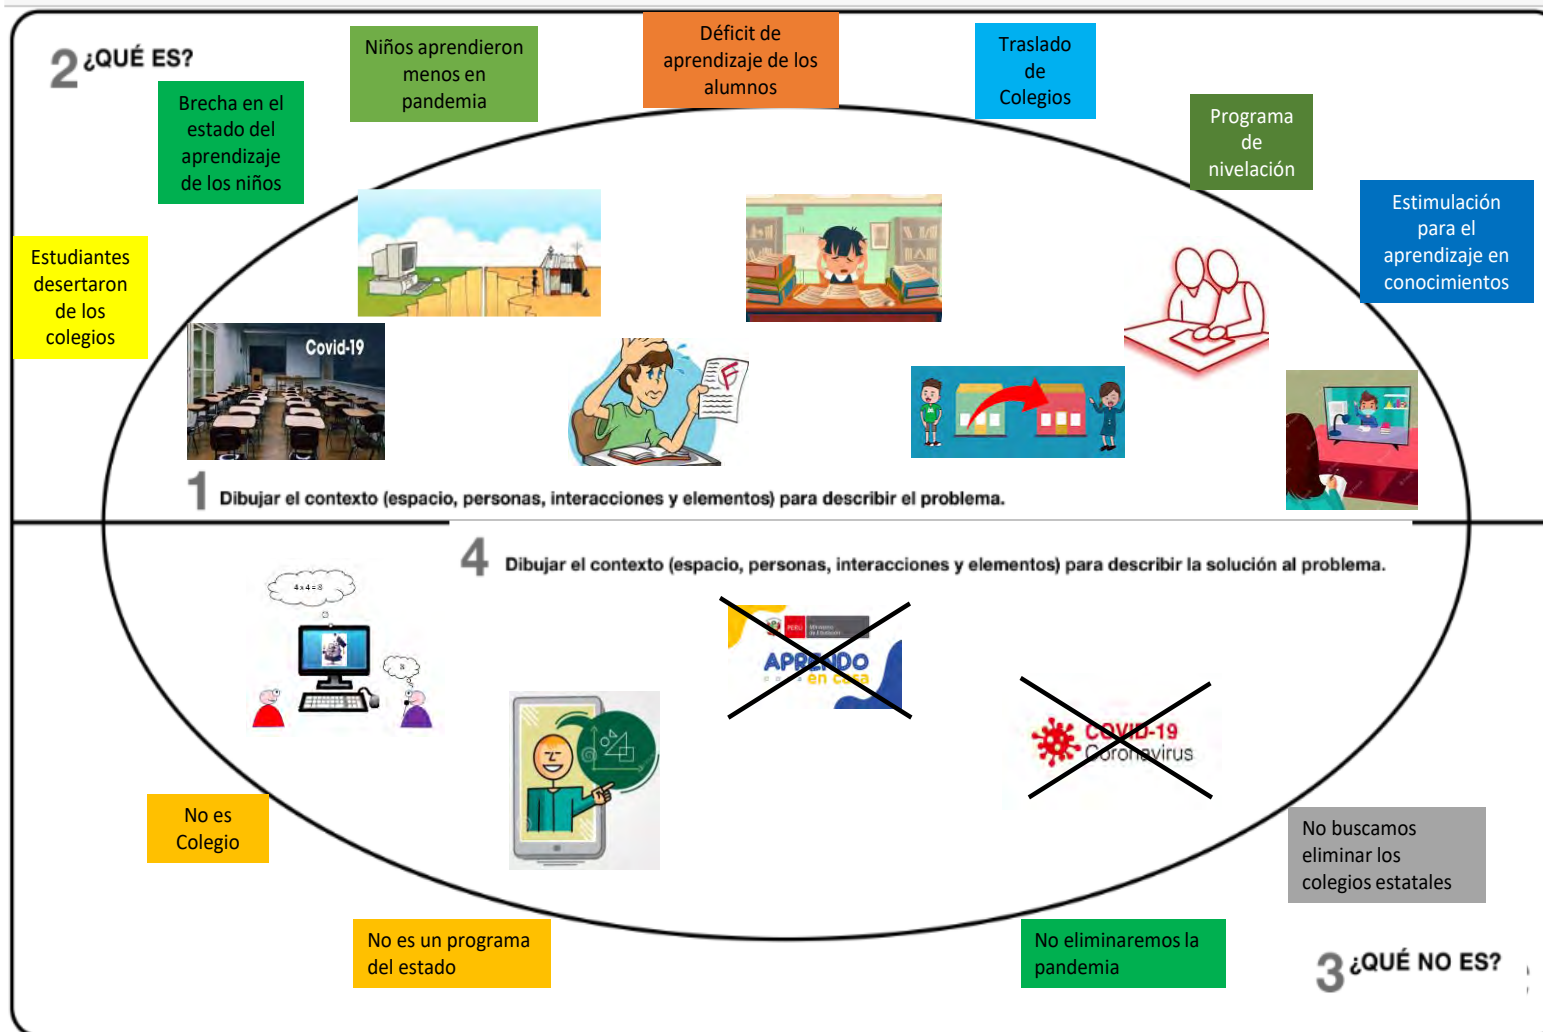 2 ¿QUÉ ES?
Niños aprendieron
menos en
pandemia
Déficit de
aprendizaje de los
alumnos
Traslado
de
Colegios
Brecha en el
estado del
aprendizaje
de los niños
Programa
de
nivelación
Estimulación
para el
aprendizaje en
conocimientos
Estudiantes
desertaron
de los
colegios
Covid-19
F
1 Dibujar el contexto (espacio, personas, interacciones y elementos) para describir el problema.
4 Dibujar el contexto (espacio, personas, interacciones y elementos) para describir la solución al problema.
4 x 4 = 8
PERÚ
Ministerio
de Educación
APRENDO
en casa
COVID-19
Coronavirus
No es
Colegio
No buscamos
eliminar los
colegios estatales
No es un programa
del estado
No eliminaremos la
pandemia
3 ¿QUÉ NO ES?